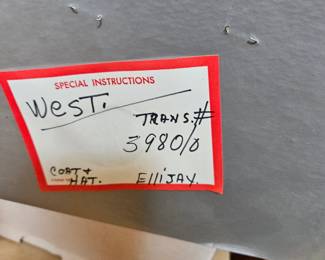 SPECIAL INSTRUCTIONS
West.
TRANS.#
3980/0
COAT +
HAT. ElliJAY.